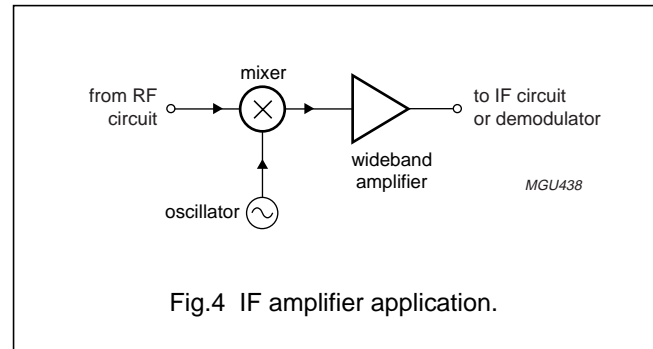 mixer
from RF
circuit
to IF circuit
or demodulator
wideband
amplifier
oscillator
MGU438
Fig.4 IF amplifier application.